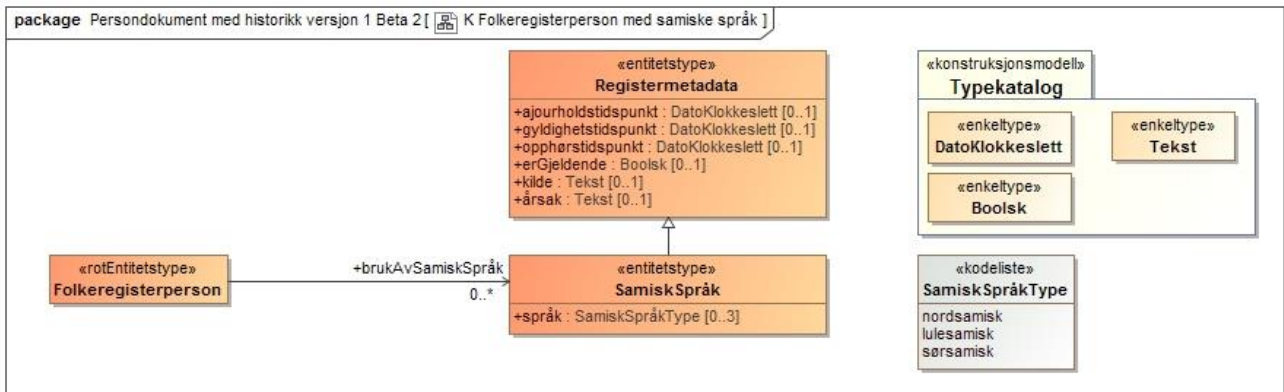 package Persondokument med historikk versjon 1 Beta 2 [ K Folkeregisterperson med samiske språk ]
«entitetstype»
Registermetadata
+ajourholdstidspunkt : DatoKlokkeslett [0..1]
+gyldighetstidspunkt : DatoKlokkeslett [0..1]
+opphørstidspunkt : DatoKlokkeslett [0..1]
+erGjeldende : Boolsk [0..1]
+kilde : Tekst [0..1]
+årsak : Tekst [0..1]
«konstruksjonsmodell»
Typekatalog
«enkeltype»
DatoKlokkeslett
«enkeltype»
Tekst
«enkeltype»
Boolsk
«rotEntitetstype»
Folkeregisterperson
+brukAvSamiskSpråk
0..*
«entitetstype»
SamiskSpråk
+språk : SamiskSpråkType [0..3]
«kodeliste»
SamiskSpråkType
nordsamisk
lulesamisk
sørsamisk